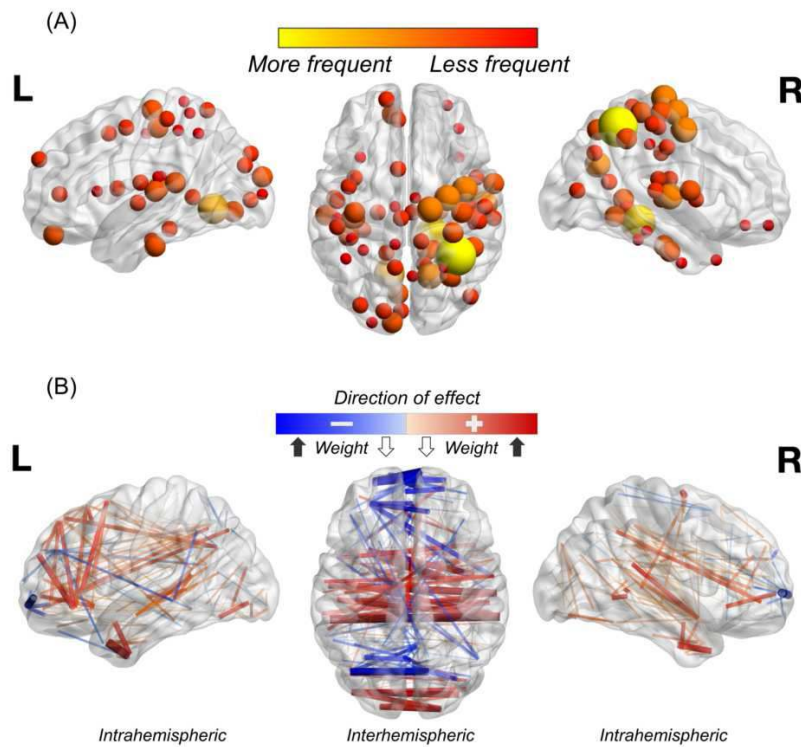 (A)
More frequent Less frequent
L R
(B)
Direction of effect
− +
Weight Weight
L R
Intrahemispheric Interhemispheric Intrahemispheric